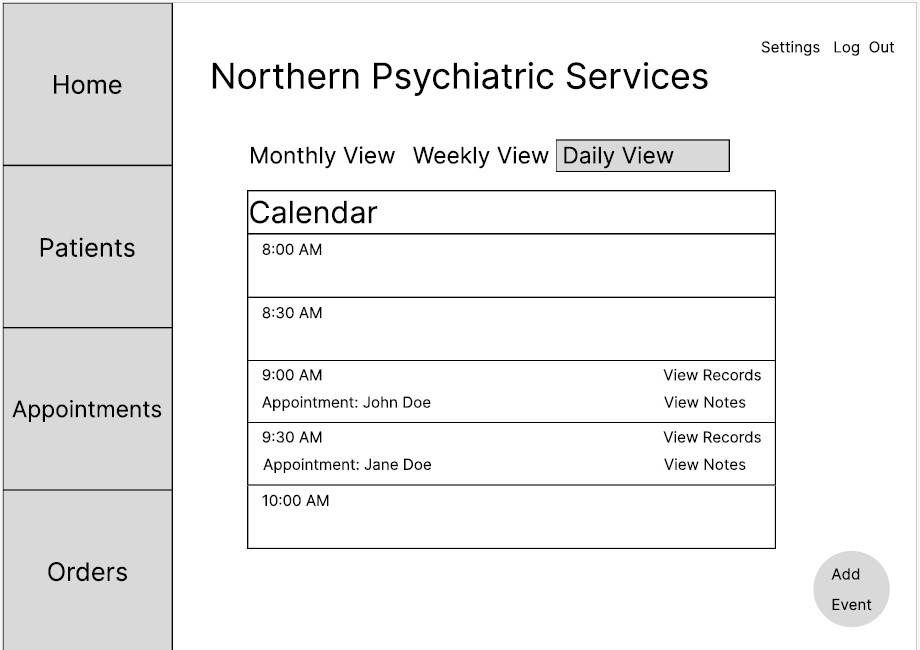 Home
Patients
Appointments
Orders
Settings Log Out
Northern Psychiatric Services
Monthly View Weekly View Daily View
Calendar
8:00 AM
8:30 AM
9:00 AM View Records
Appointment: John Doe View Notes
9:30 AM View Records
Appointment: Jane Doe View Notes
10:00 AM
Add
Event